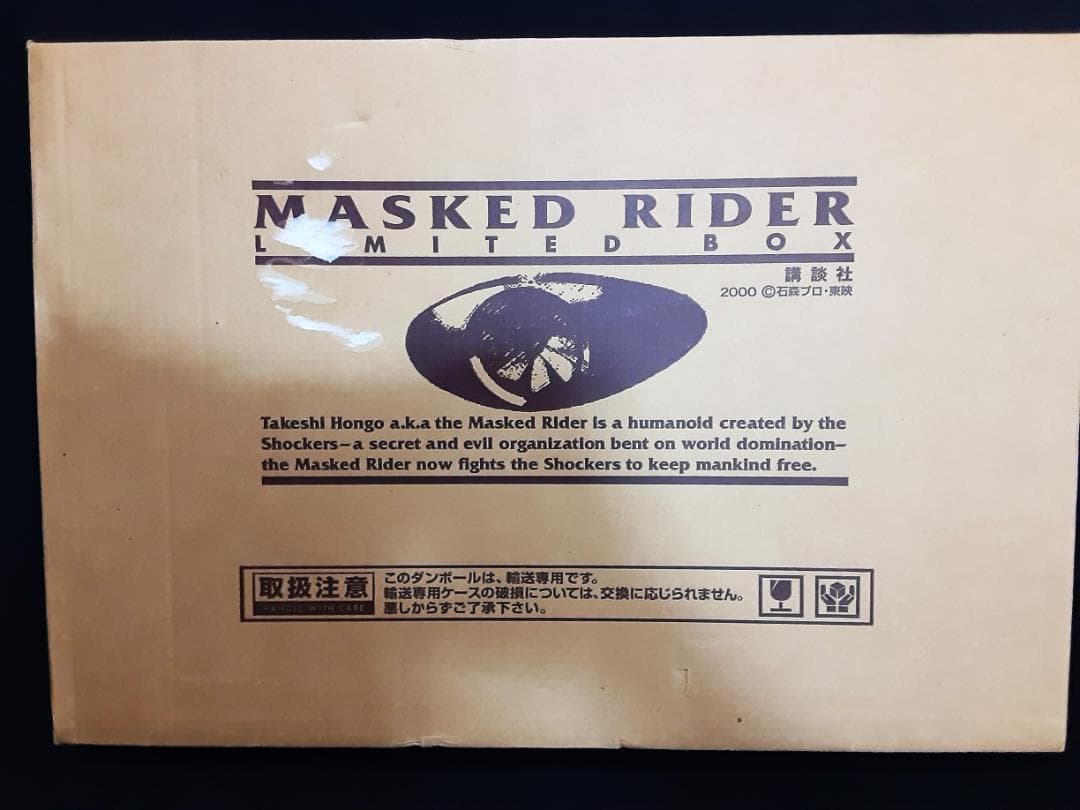 MASKED RIDER
LIMITED BOX
講談社
2000 ©石森プロ・東映
Takeshi Hongo a.k.a the Masked Rider is a humanoid created by the
Shockers—a secret and evil organization bent on world domination—
the Masked Rider now fights the Shockers to keep mankind free.
取扱注意
HANDLE WITH CARE
このダンボールは、輸送専用です。
輸送専用ケースの破損については、交換に応じられません。
悪しからずご了承下さい。